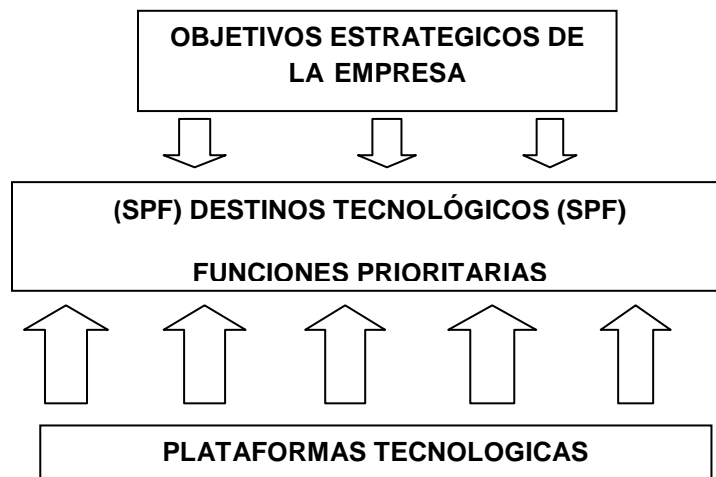 OBJETIVOS ESTRATEGICOS DE
LA EMPRESA
(SPF) DESTINOS TECNOLÓGICOS (SPF)
FUNCIONES PRIORITARIAS
PLATAFORMAS TECNOLOGICAS